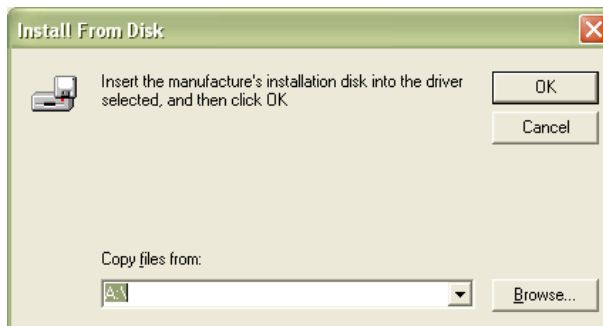 Install From Disk
Insert the manufacture's installation disk into the driver
selected, and then click OK
OK
Cancel
Copy files from:
A:\
Browse...